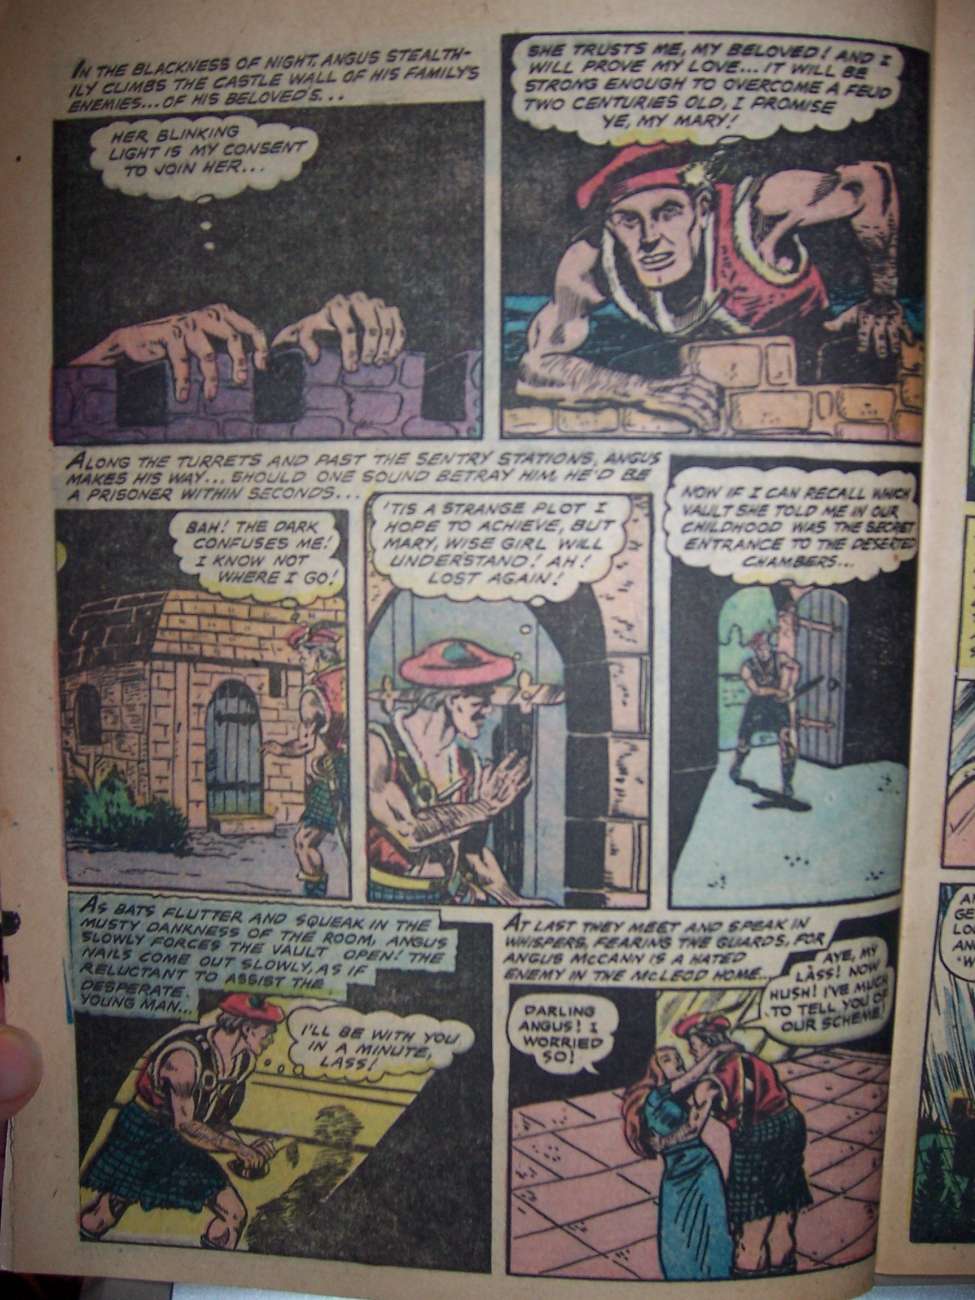 IN THE BLACKNESS OF NIGHT, ANGUS STEALTH-
ILY CLIMBS THE CASTLE WALL OF HIS FAMILY'S
ENEMIES... OF HIS BELOVED'S...
HER BLINKING
LIGHT IS MY CONSENT
TO JOIN HER...
SHE TRUSTS ME, MY BELOVED! AND I
WILL PROVE MY LOVE... IT WILL BE
STRONG ENOUGH TO OVERCOME A FEUD
TWO CENTURIES OLD, I PROMISE
YE, MY MARY!
ALONG THE TURRETS AND PAST THE SENTRY STATIONS, ANGUS
MAKES HIS WAY... SHOULD ONE SOUND BETRAY HIM, HE'D BE
A PRISONER WITHIN SECONDS...
BAH! THE DARK
CONFUSES ME!
I KNOW NOT
WHERE I GO!
'TIS A STRANGE PLOT I
HOPE TO ACHIEVE, BUT
MARY, WISE GIRL WILL
UNDERSTAND! AH!
LOST AGAIN!
NOW IF I CAN RECALL WHICH
VAULT SHE TOLD ME IN OUR
CHILDHOOD WAS THE SECRET
ENTRANCE TO THE DESERTED
CHAMBERS...
AS BATS FLUTTER AND SQUEAK IN THE
MUSTY DANKNESS OF THE ROOM, ANGUS
SLOWLY FORCES THE VAULT OPEN! THE
NAILS COME OUT SLOWLY, AS IF
RELUCTANT TO ASSIST THE
DESPERATE
YOUNG MAN...
I'LL BE WITH YOU
IN A MINUTE,
LASS!
AT LAST THEY MEET AND SPEAK IN
WHISPERS, FEARING THE GUARDS, FOR
ANGUS McCANN IS A HATED
ENEMY IN THE McLEOD HOME...
DARLING
ANGUS! I
WORRIED
SO!
AYE, MY
LASS! NOW
HUSH! I'VE MUCH
TO TELL YOU OF
OUR SCHEME!